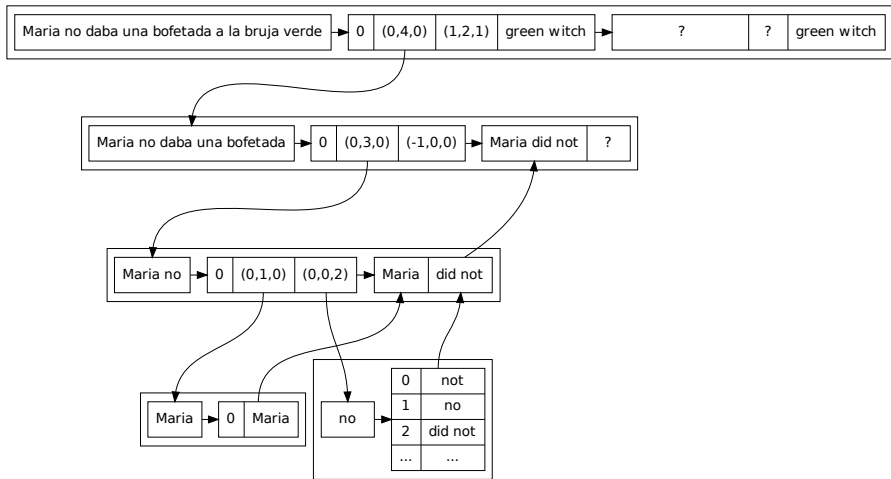 Maria no daba una bofetada a la bruja verde 0 (0,4,0) (1,2,1) green witch ? ? green witch
Maria no daba una bofetada 0 (0,3,0) (-1,0,0) Maria did not ?
Maria no 0 (0,1,0) (0,0,2) Maria did not
Maria 0 Maria
no
0 not
1 no
2 did not
... ...